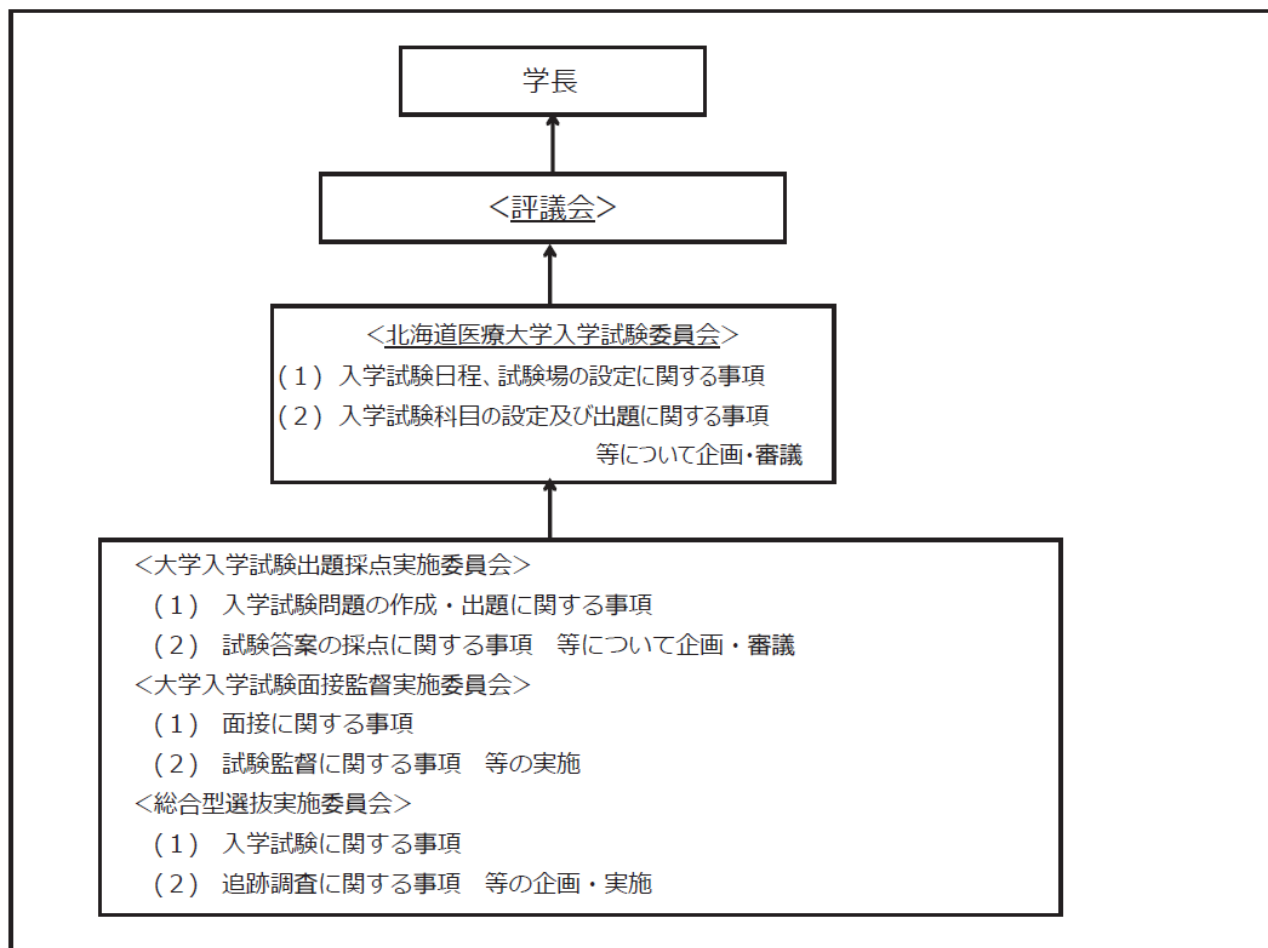 学長
＜評議会＞
＜北海道医療大学入学試験委員会＞
(１) 入学試験日程、試験場の設定に関する事項
(２) 入学試験科目の設定及び出題に関する事項
等について企画・審議
＜大学入学試験出題採点実施委員会＞
(１)　入学試験問題の作成・出題に関する事項
(２)　試験答案の採点に関する事項　等について企画・審議
＜大学入学試験面接監督実施委員会＞
(１)　面接に関する事項
(２)　試験監督に関する事項　等の実施
＜総合型選抜実施委員会＞
(１)　入学試験に関する事項
(２)　追跡調査に関する事項　等の企画・実施